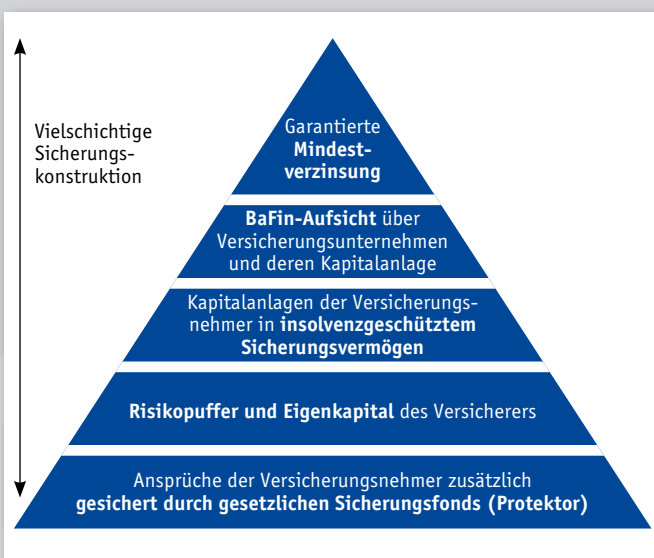 Vielschichtige
Sicherungs-
konstruktion
Garantierte
Mindest-
verzinsung
BaFin-Aufsicht über
Versicherungsunternehmen
und deren Kapitalanlage
Kapitalanlagen der Versicherungs-
nehmer in insolvenzgeschütztem
Sicherungsvermögen
Risikopuffer und Eigenkapital des Versicherers
Ansprüche der Versicherungsnehmer zusätzlich
gesichert durch gesetzlichen Sicherungsfonds (Protektor)